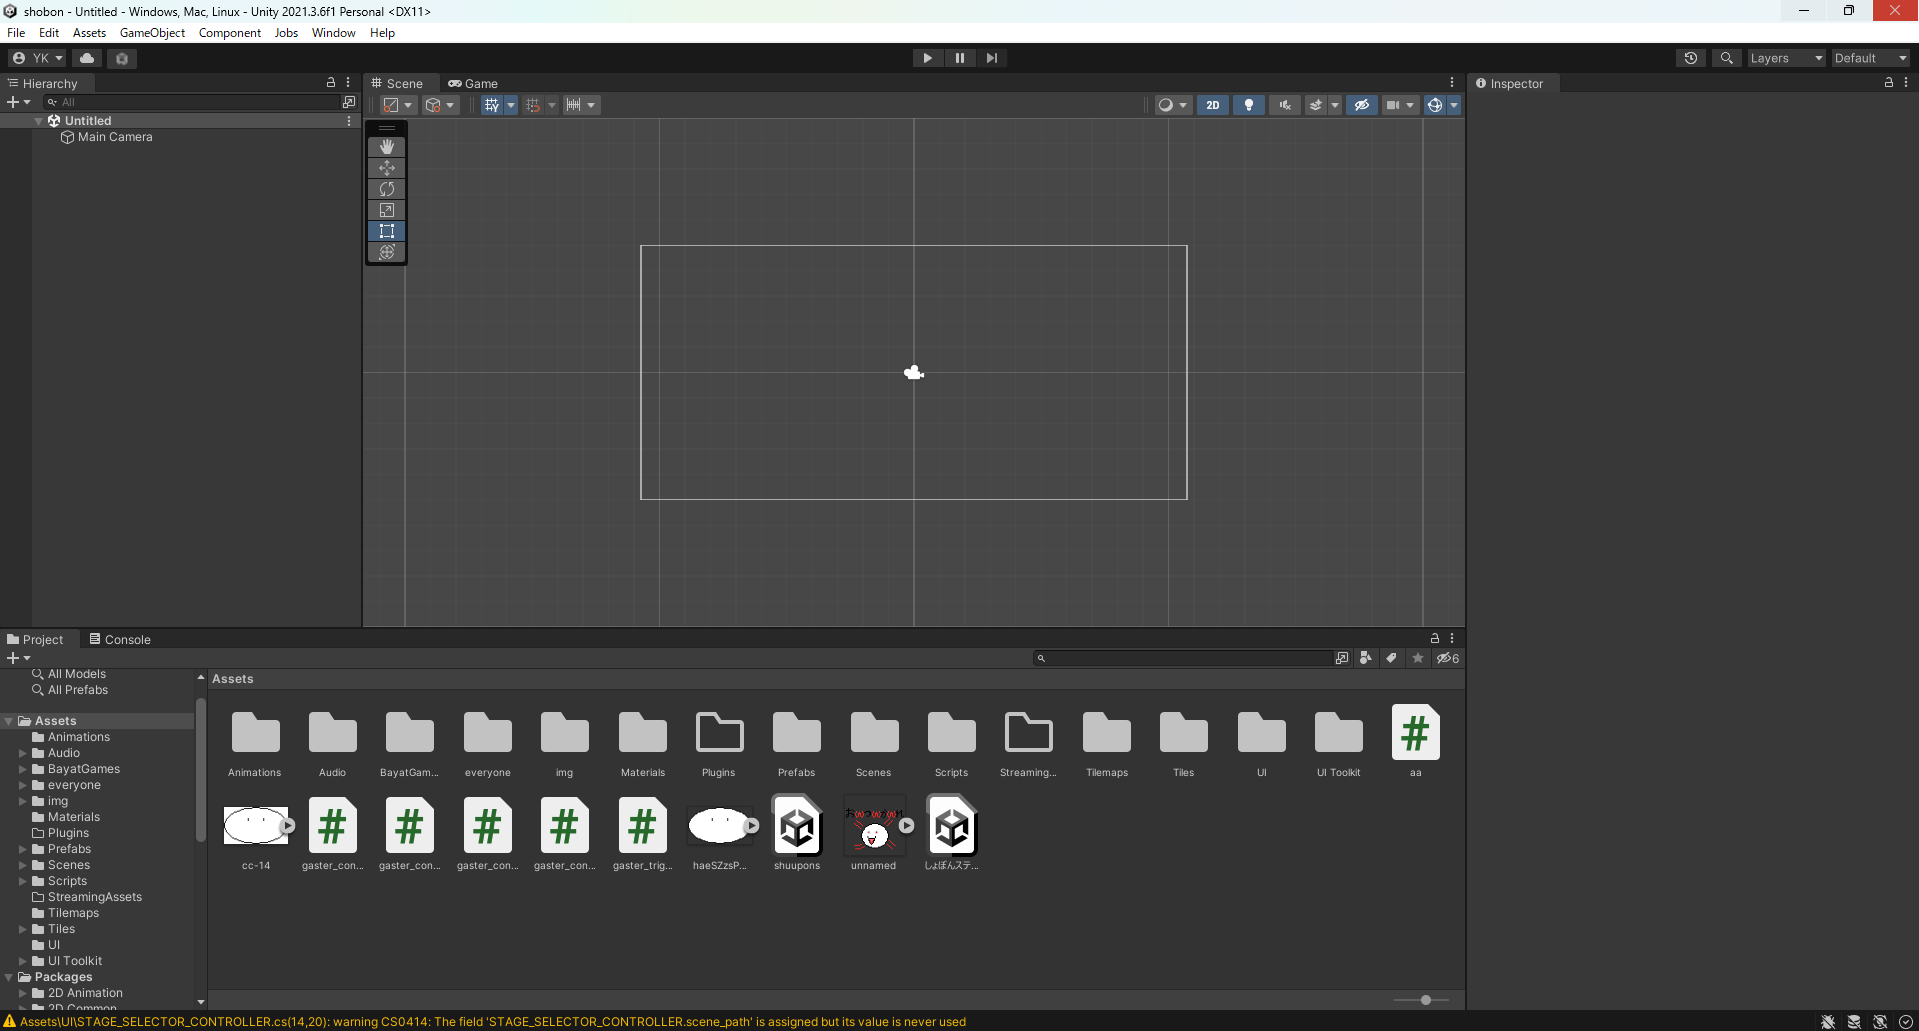 shobon - Untitled - Windows, Mac, Linux - Unity 2021.3.6f1 Personal <DX11>
File Edit Assets GameObject Component Jobs Window Help
YK
Layers
Default
Hierarchy
All
Untitled
Main Camera
Scene
Game
2D
Inspector
Project
Console
6
All Models
All Prefabs
Assets
Animations
Audio
BayatGames
everyone
img
Materials
Plugins
Prefabs
Scenes
Scripts
StreamingAssets
Tilemaps
Tiles
UI
UI Toolkit
Packages
2D Animation
2D Common
Assets
Animations Audio BayatGam... everyone img Materials Plugins Prefabs Scenes Scripts Streaming... Tilemaps Tiles UI UI Toolkit aa
cc-14 gaster_con... gaster_con... gaster_con... gaster_con... gaster_trig... haeSZzsP... shuupons unnamed しょぼんステ...
Assets\UI\STAGE_SELECTOR_CONTROLLER.cs(14,20): warning CS0414: The field 'STAGE_SELECTOR_CONTROLLER.scene_path' is assigned but its value is never used